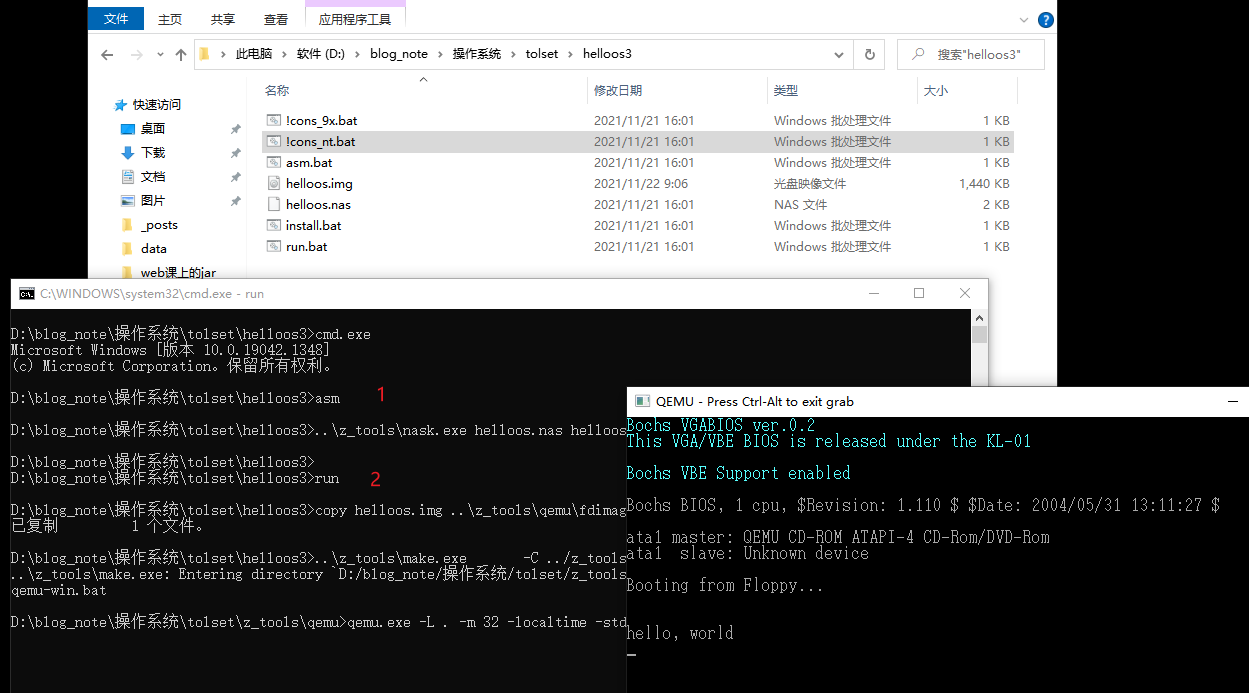 文件 主页 共享 查看 应用程序工具
此电脑 › 软件 (D:) › blog_note › 操作系统 › tolset › helloos3 搜索"helloos3"
名称 修改日期 类型 大小
快速访问
桌面
下载
文档
图片
_posts
data
web课上的jar
!cons_9x.bat 2021/11/21 16:01 Windows 批处理文件 1 KB
!cons_nt.bat 2021/11/21 16:01 Windows 批处理文件 1 KB
asm.bat 2021/11/21 16:01 Windows 批处理文件 1 KB
helloos.img 2021/11/22 9:06 光盘映像文件 1,440 KB
helloos.nas 2021/11/21 16:01 NAS 文件 2 KB
install.bat 2021/11/21 16:01 Windows 批处理文件 1 KB
run.bat 2021/11/21 16:01 Windows 批处理文件 1 KB
C:\WINDOWS\system32\cmd.exe - run
D:\blog_note\操作系统\tolset\helloos3>cmd.exe
Microsoft Windows [版本 10.0.19042.1348]
(c) Microsoft Corporation。保留所有权利。
D:\blog_note\操作系统\tolset\helloos3>asm 1
D:\blog_note\操作系统\tolset\helloos3>..\z_tools\nask.exe helloos.nas helloos
D:\blog_note\操作系统\tolset\helloos3>
D:\blog_note\操作系统\tolset\helloos3>run 2
D:\blog_note\操作系统\tolset\helloos3>copy helloos.img ..\z_tools\qemu\fdimag
已复制 1 个文件。
D:\blog_note\操作系统\tolset\helloos3>..\z_tools\make.exe -C ../z_tools
..\z_tools\make.exe: Entering directory `D:/blog_note/操作系统/tolset/z_tools
qemu-win.bat
D:\blog_note\操作系统\tolset\z_tools\qemu>qemu.exe -L . -m 32 -localtime -std
QEMU - Press Ctrl-Alt to exit grab
Bochs VGABIOS ver.0.2
This VGA/VBE BIOS is released under the KL-01
Bochs VBE Support enabled
Bochs BIOS, 1 cpu, $Revision: 1.110 $ $Date: 2004/05/31 13:11:27 $
ata1 master: QEMU CD-ROM ATAPI-4 CD-Rom/DVD-Rom
ata1 slave: Unknown device
Booting from Floppy...
hello, world